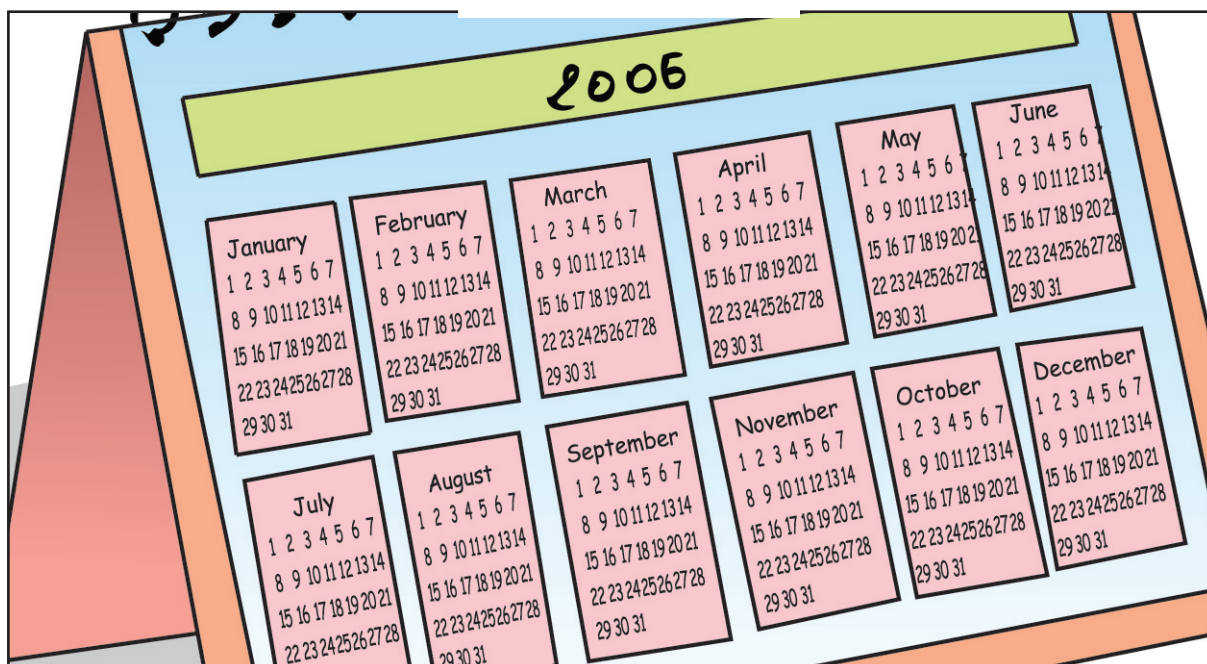 2006
January
1 2 3 4 5 6 7
8 9 10 11 12 13 14
15 16 17 18 19 20 21
22 23 24 25 26 27 28
29 30 31
February
1 2 3 4 5 6 7
8 9 10 11 12 13 14
15 16 17 18 19 20 21
22 23 24 25 26 27 28
29 30 31
March
1 2 3 4 5 6 7
8 9 10 11 12 13 14
15 16 17 18 19 20 21
22 23 24 25 26 27 28
29 30 31
April
1 2 3 4 5 6 7
8 9 10 11 12 13 14
15 16 17 18 19 20 21
22 23 24 25 26 27 28
29 30 31
May
1 2 3 4 5 6 7
8 9 10 11 12 13 14
15 16 17 18 19 20 21
22 23 24 25 26 27 28
29 30 31
June
1 2 3 4 5 6 7
8 9 10 11 12 13 14
15 16 17 18 19 20 21
22 23 24 25 26 27 28
29 30 31
July
1 2 3 4 5 6 7
8 9 10 11 12 13 14
15 16 17 18 19 20 21
22 23 24 25 26 27 28
August
1 2 3 4 5 6 7
8 9 10 11 12 13 14
15 16 17 18 19 20 21
22 23 24 25 26 27 28
29 30 31
September
1 2 3 4 5 6 7
8 9 10 11 12 13 14
15 16 17 18 19 20 21
22 23 24 25 26 27 28
29 30 31
November
1 2 3 4 5 6 7
8 9 10 11 12 13 14
15 16 17 18 19 20 21
22 23 24 25 26 27 28
29 30 31
October
1 2 3 4 5 6 7
8 9 10 11 12 13 14
15 16 17 18 19 20 21
22 23 24 25 26 27 28
29 30 31
December
1 2 3 4 5 6 7
8 9 10 11 12 13 14
15 16 17 18 19 20 21
22 23 24 25 26 27 28
29 30 31